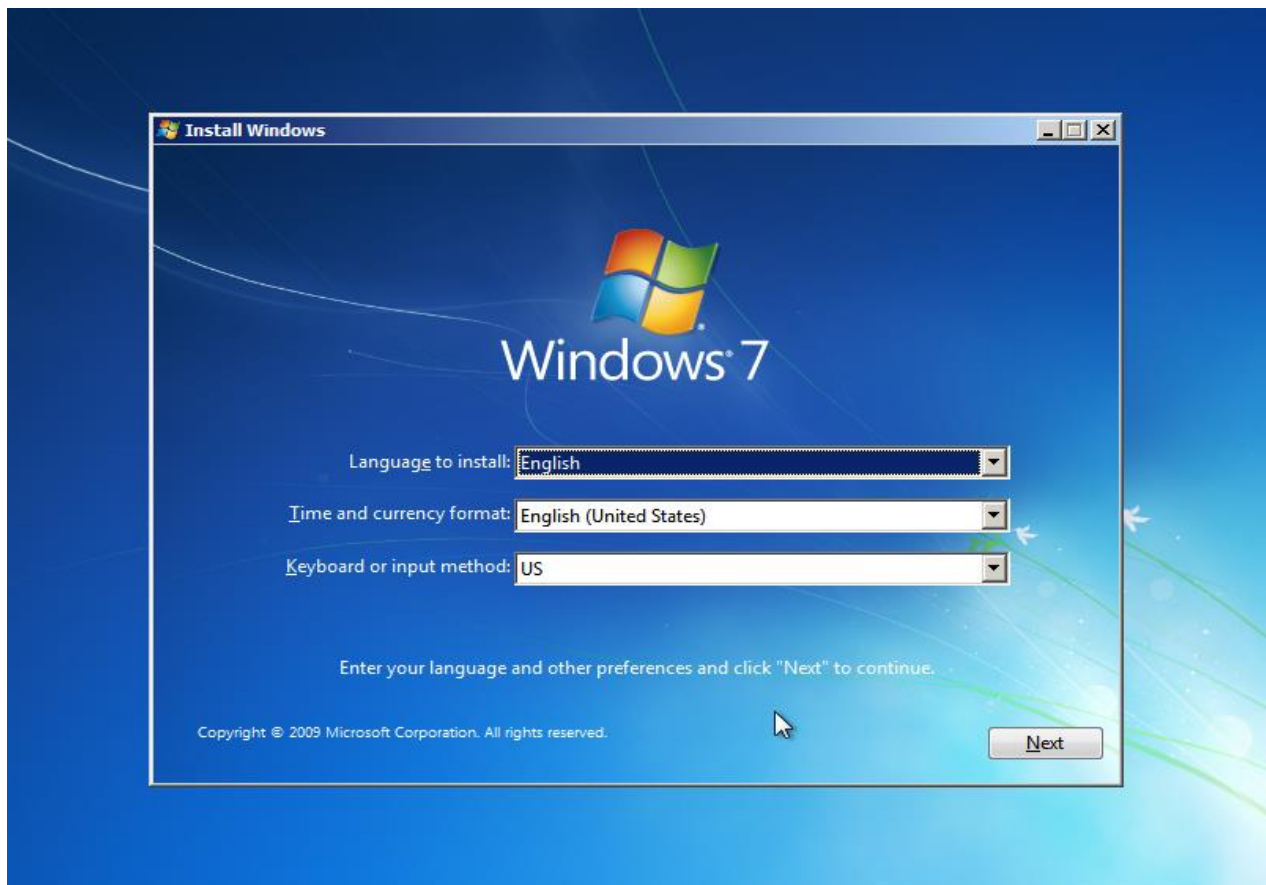 Install Windows
Windows® 7
Language to install: English
Time and currency format: English (United States)
Keyboard or input method: US
Enter your language and other preferences and click "Next" to continue.
Copyright © 2009 Microsoft Corporation. All rights reserved.
Next